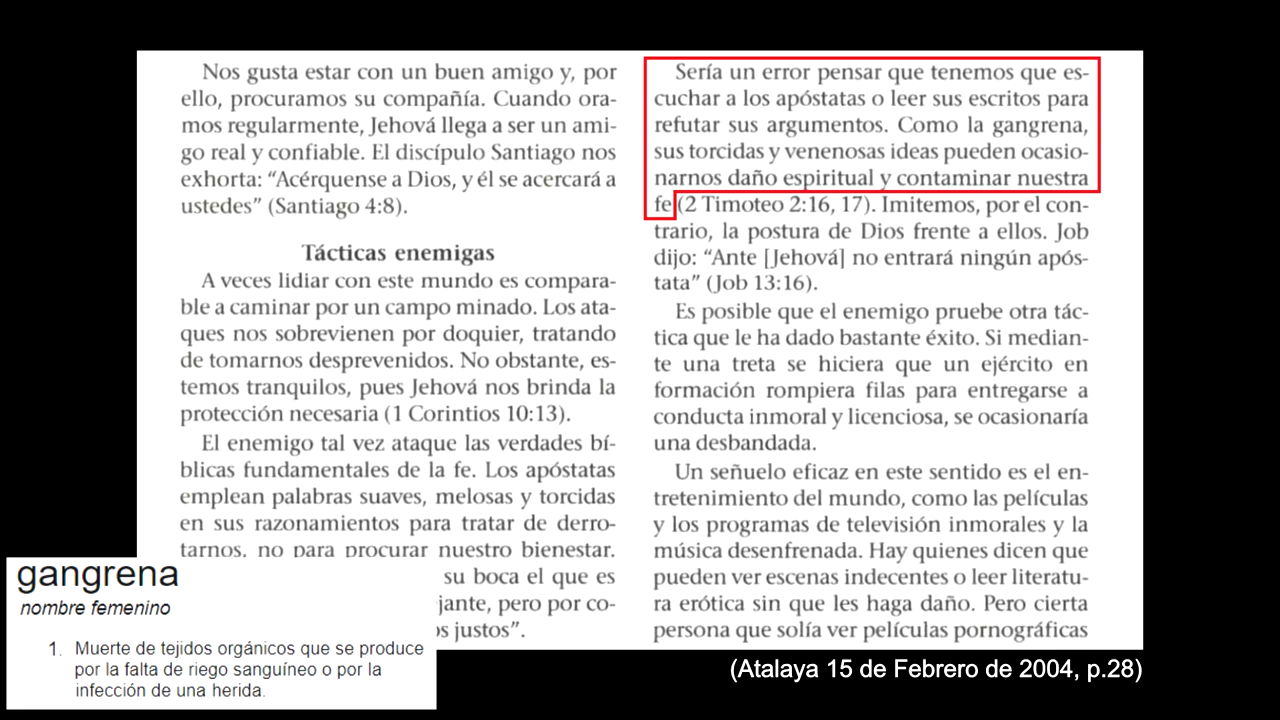 Nos gusta estar con un buen amigo y, por
ello, procuramos su compañía. Cuando ora-
mos regularmente, Jehová llega a ser un ami-
go real y confiable. El discípulo Santiago nos
exhorta: “Acérquense a Dios, y él se acercará a
ustedes” (Santiago 4:8).
Tácticas enemigas
A veces lidiar con este mundo es compara-
ble a caminar por un campo minado. Los ata-
ques nos sobrevienen por doquier, tratando
de tomarnos desprevenidos. No obstante, es-
temos tranquilos, pues Jehová nos brinda la
protección necesaria (1 Corintios 10:13).
El enemigo tal vez ataque las verdades bí-
blicas fundamentales de la fe. Los apóstatas
emplean palabras suaves, melosas y torcidas
en sus razonamientos para tratar de derro-
tarnos, no para procurar nuestro bienestar.
su boca el que es
jante, pero por co-
os justos”.
Sería un error pensar que tenemos que es-
cuchar a los apóstatas o leer sus escritos para
refutar sus argumentos. Como la gangrena,
sus torcidas y venenosas ideas pueden ocasio-
narnos daño espiritual y contaminar nuestra
fe (2 Timoteo 2:16, 17). Imitemos, por el con-
trario, la postura de Dios frente a ellos. Job
dijo: “Ante [Jehová] no entrará ningún após-
tata” (Job 13:16).
Es posible que el enemigo pruebe otra tác-
tica que le ha dado bastante éxito. Si median-
te una treta se hiciera que un ejército en
formación rompiera filas para entregarse a
conducta inmoral y licenciosa, se ocasionaría
una desbandada.
Un señuelo eficaz en este sentido es el en-
tretenimiento del mundo, como las películas
y los programas de televisión inmorales y la
música desenfrenada. Hay quienes dicen que
pueden ver escenas indecentes o leer literatu-
ra erótica sin que les haga daño. Pero cierta
persona que solía ver películas pornográficas
gangrena
nombre femenino
1. Muerte de tejidos orgánicos que se produce
por la falta de riego sanguíneo o por la
infección de una herida.
(Atalaya 15 de Febrero de 2004, p.28)